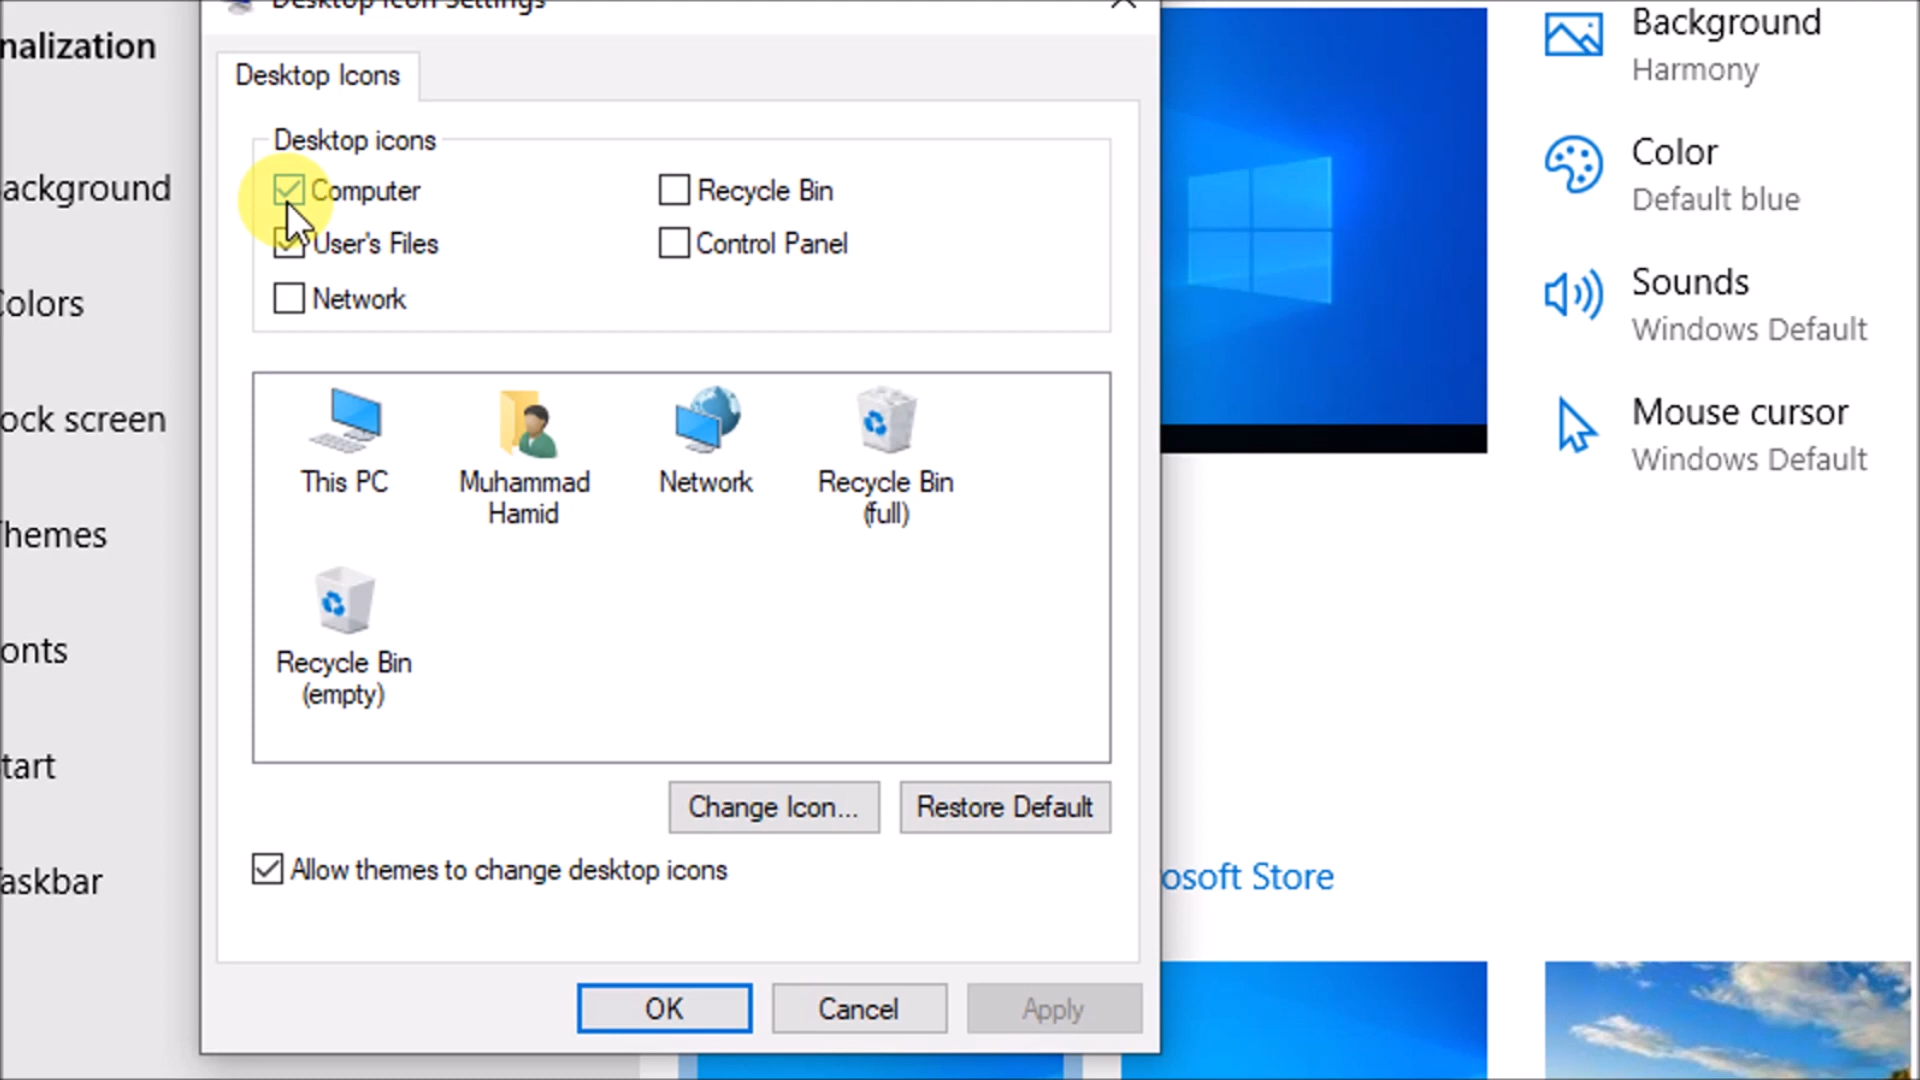 Desktop Icon Settings
nalization
ackground
olors
ock screen
hemes
onts
tart
askbar
Desktop Icons
Desktop icons
Computer
Recycle Bin
User's Files
Control Panel
Network
This PC
Muhammad
Hamid
Network
Recycle Bin
(full)
Recycle Bin
(empty)
Change Icon...
Restore Default
Allow themes to change desktop icons
OK
Cancel
Apply
Background
Harmony
Color
Default blue
Sounds
Windows Default
Mouse cursor
Windows Default
osoft Store